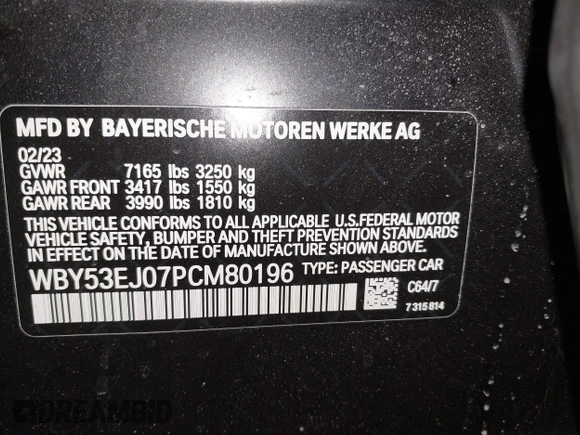 MFD BY BAYERISCHE MOTOREN WERKE AG
02/23
GVWR 7165 lbs 3250 kg
GAWR FRONT 3417 lbs 1550 kg
GAWR REAR 3990 lbs 1810 kg
THIS VEHICLE CONFORMS TO ALL APPLICABLE U.S.FEDERAL MOTOR
VEHICLE SAFETY, BUMPER AND THEFT PREVENTION STANDARDS
IN EFFECT ON THE DATE OF MANUFACTURE SHOWN ABOVE.
WBY53EJ07PCM80196 TYPE: PASSENGER CAR
C64/7
7315814
DREAMBID